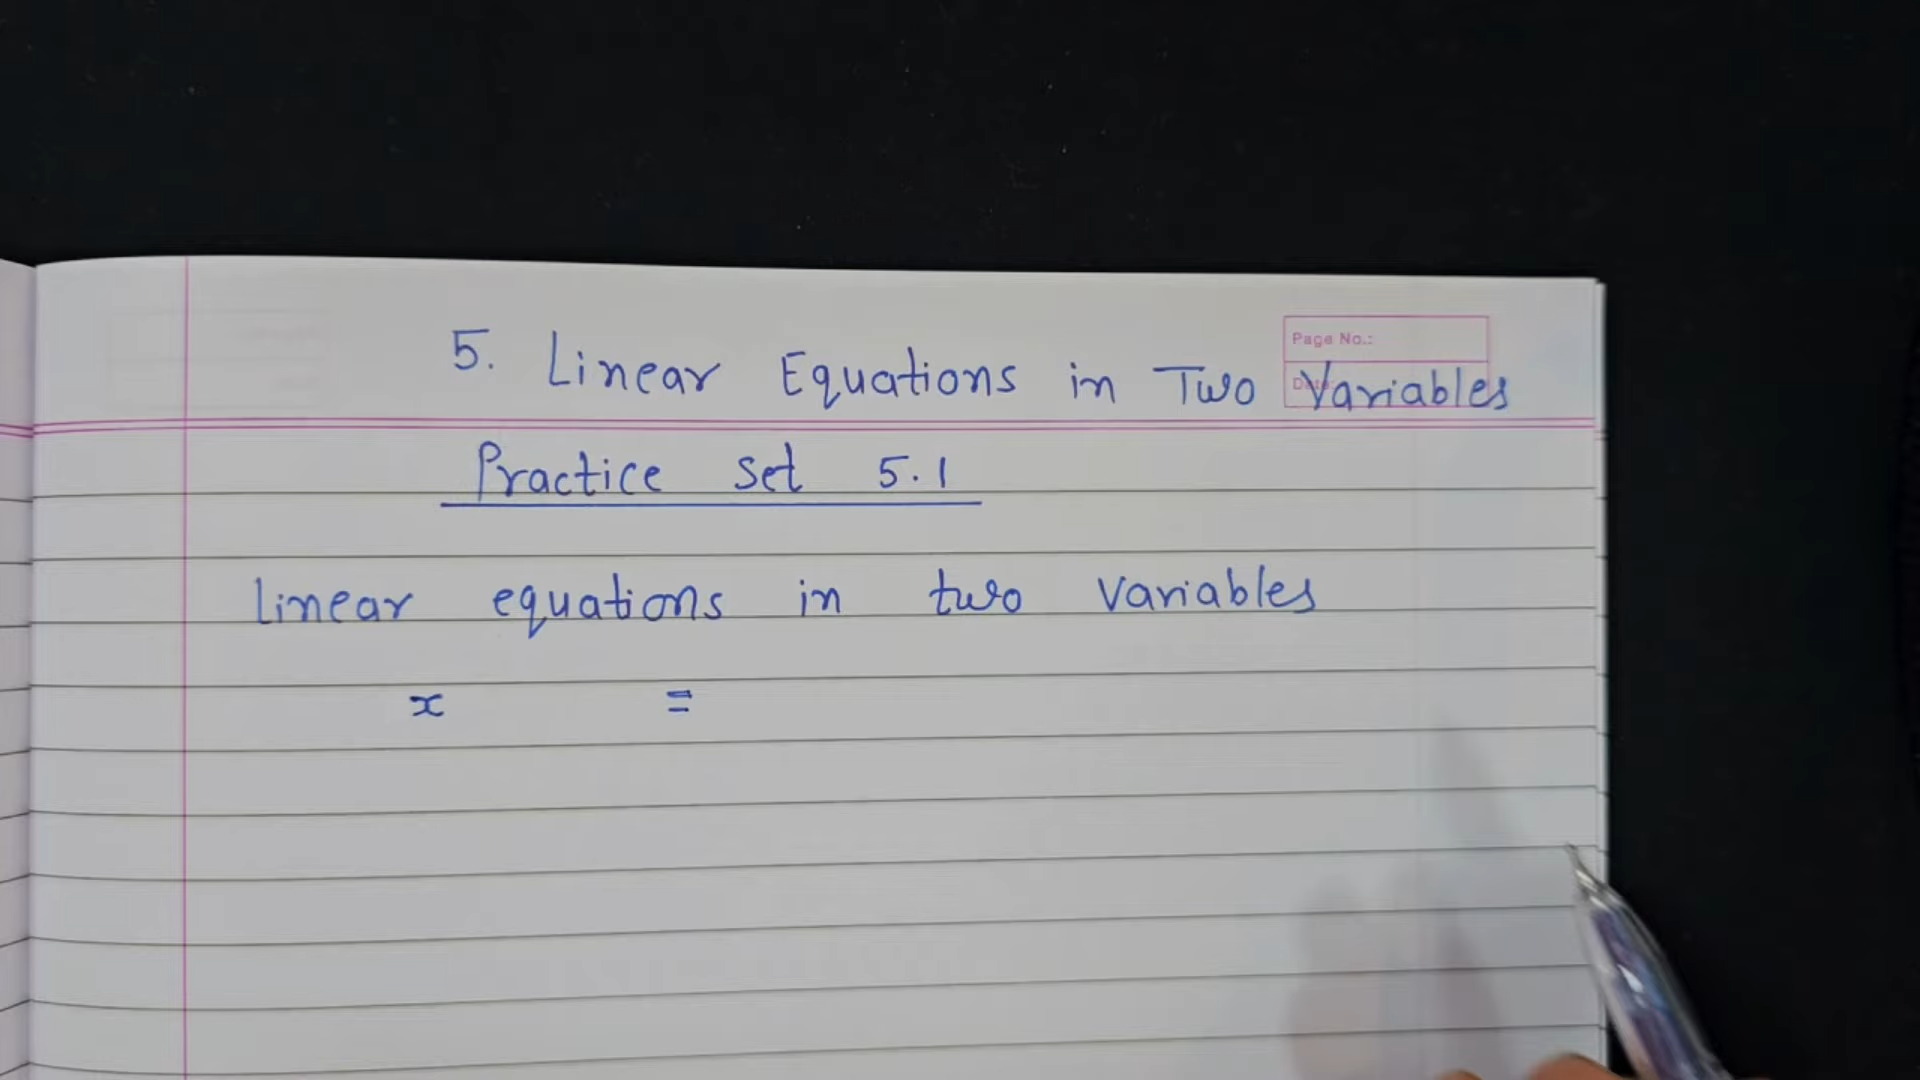 Page No.:
5. Linear Equations in Two Variables
Practice Set 5.1
Linear equations in two variables
x =